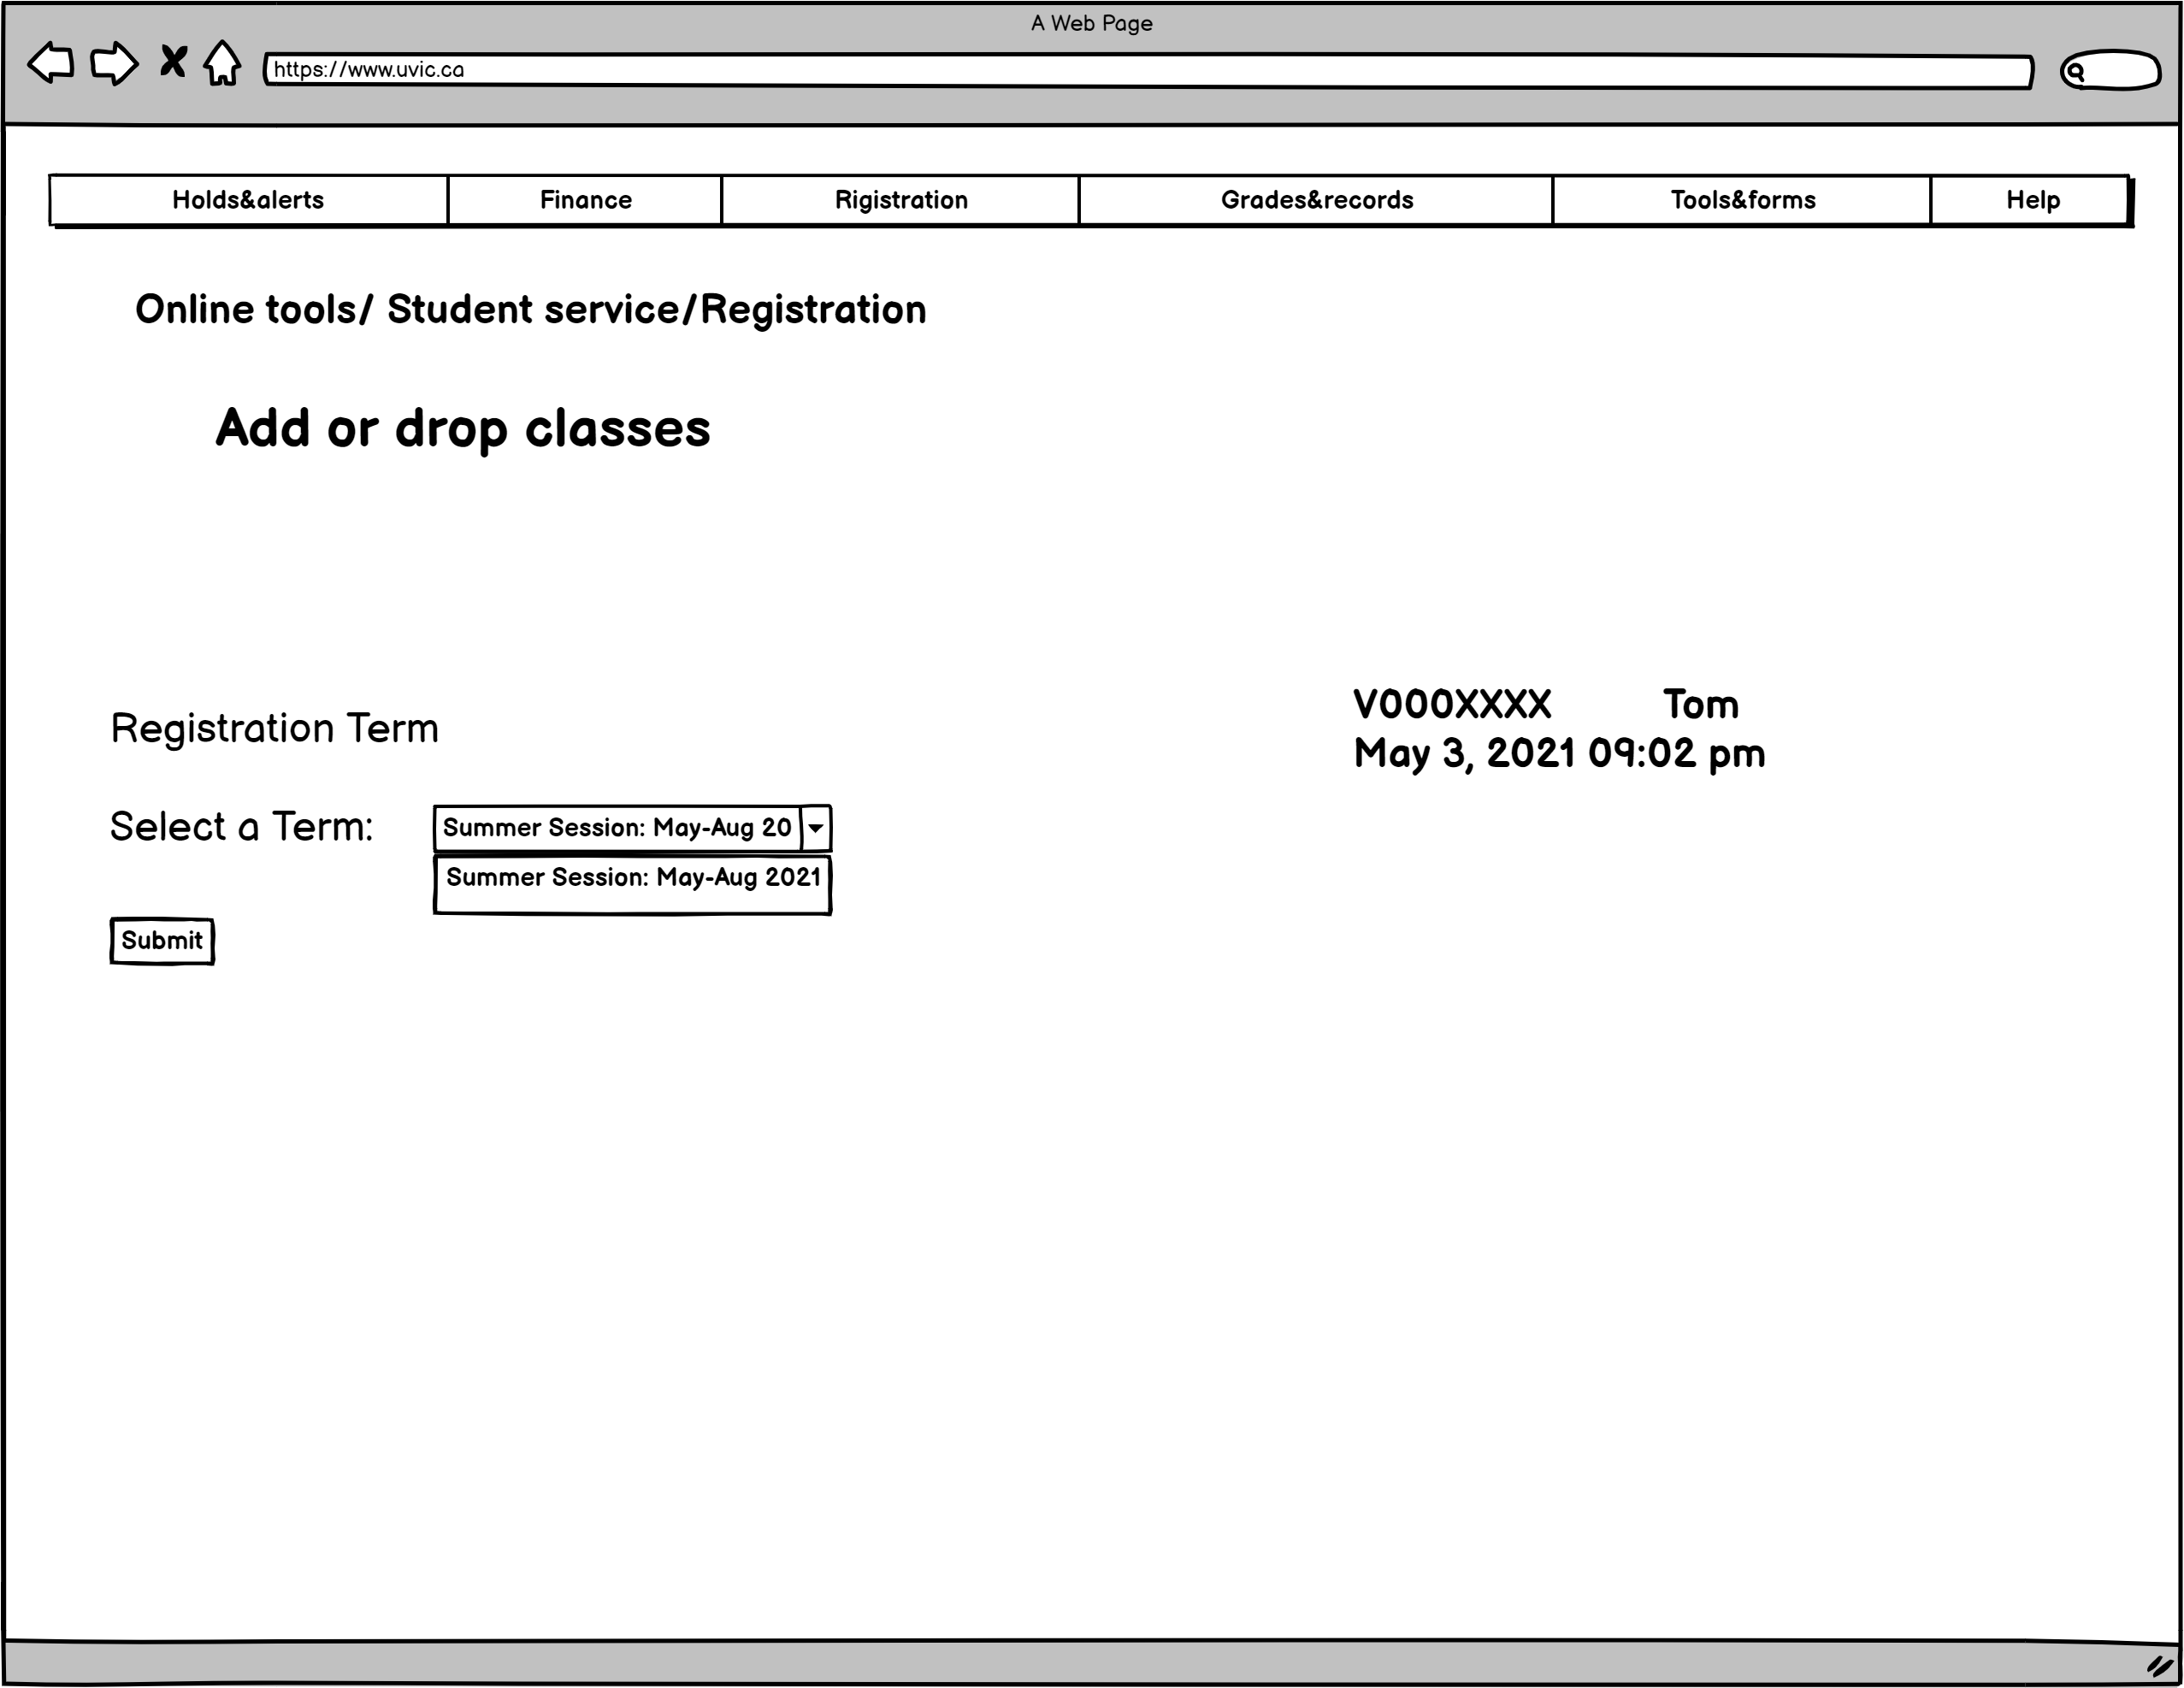 A Web Page
https://www.uvic.ca
Holds&alerts Finance Rigistration Grades&records Tools&forms Help
Online tools/ Student service/Registration
Add or drop classes
V000XXXX Tom
Registration Term
May 3, 2021 09:02 pm
Select a Term: Summer Session: May-Aug 20
Summer Session: May-Aug 2021
Submit